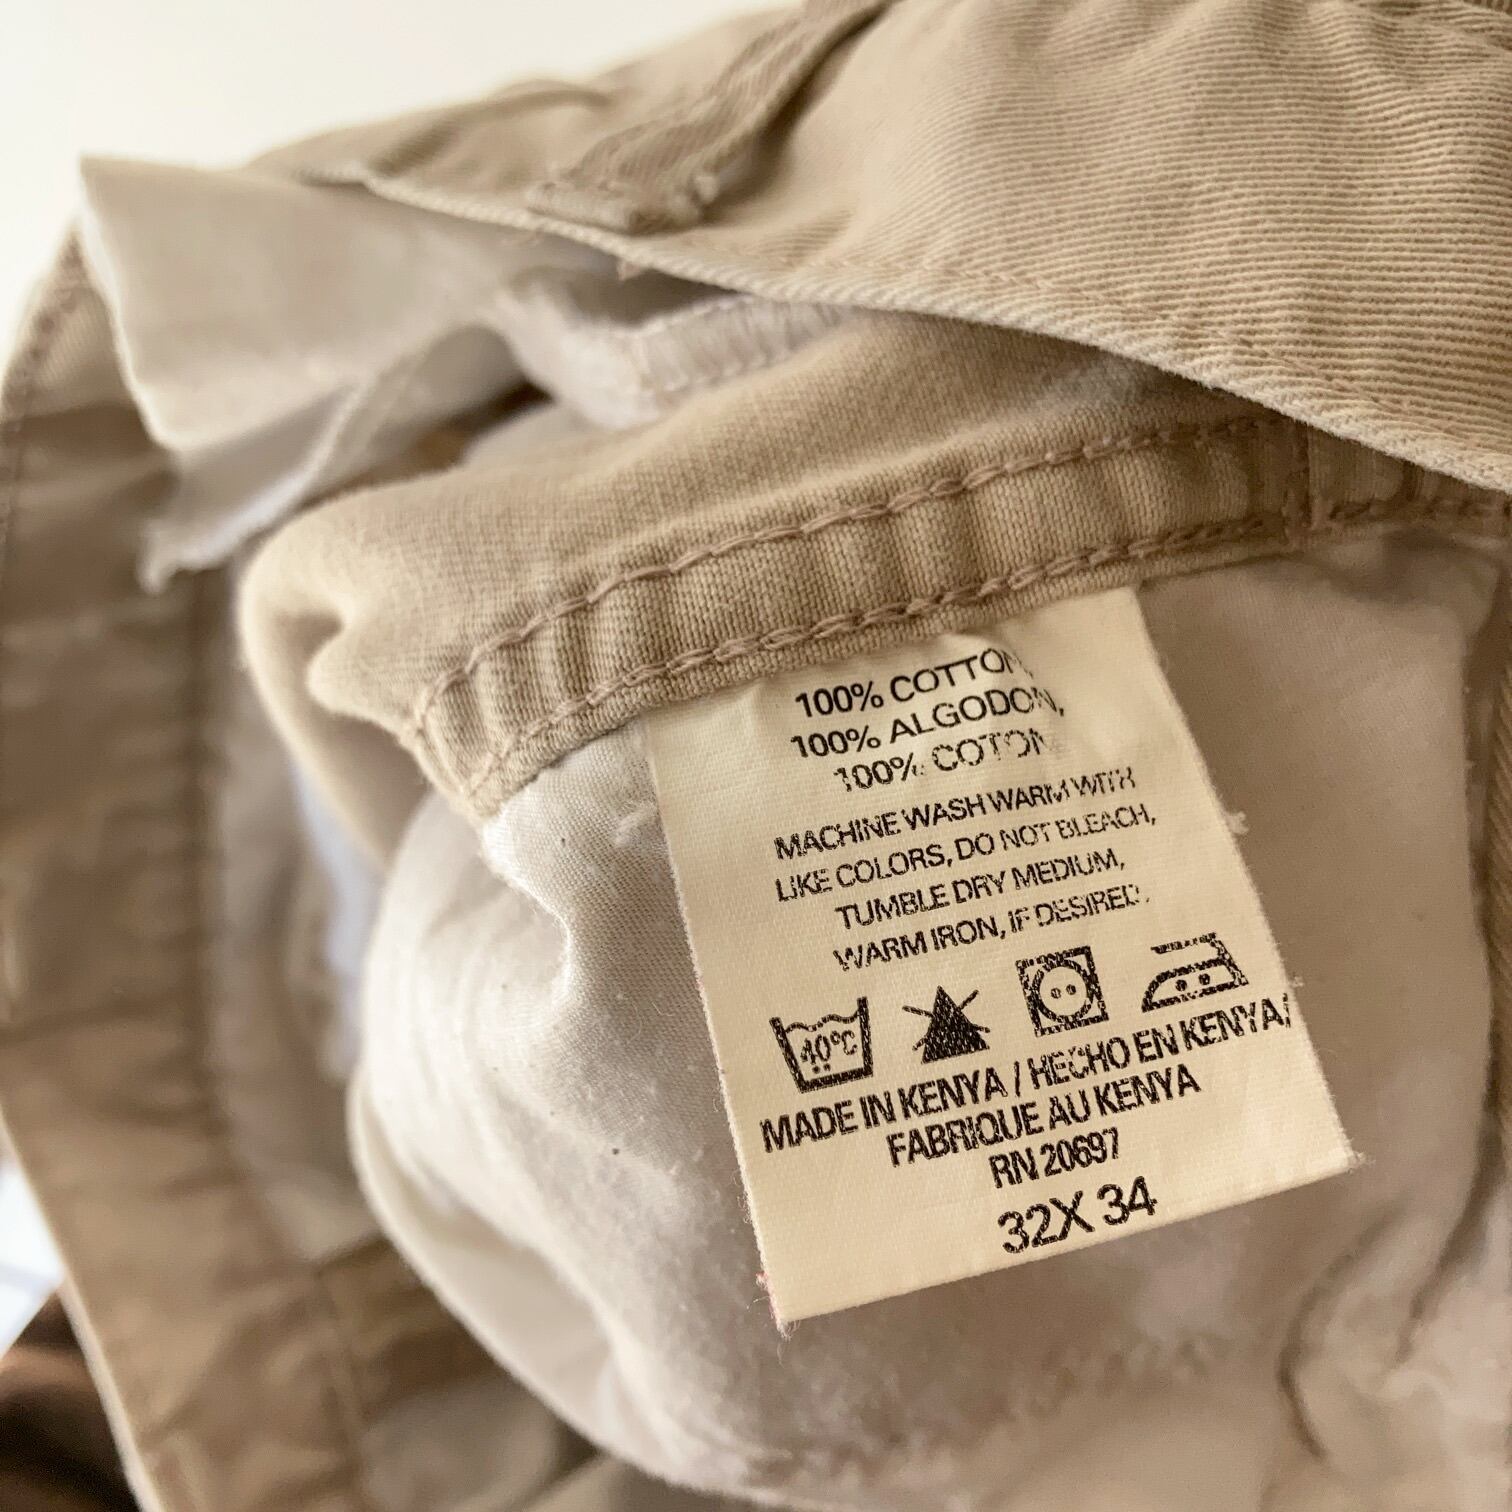 100% COTTON,
100% ALGODON,
100% COTON
MACHINE WASH WARM WITH
LIKE COLORS, DO NOT BLEACH,
TUMBLE DRY MEDIUM,
WARM IRON, IF DESIRED.
40°C
MADE IN KENYA / HECHO EN KENYA/
FABRIQUE AU KENYA
RN 20697
32X 34